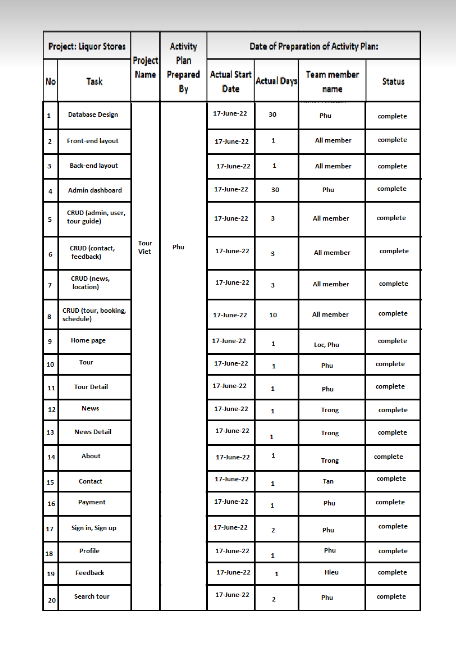 Project: Liquor Stores
Project Name
Activity Plan Prepared By
Date of Preparation of Activity Plan:
No
Task
Actual Start Date
Actual Days
Team member name
Status
1 Database Design 17-June-22 30 Phu complete
2 Front-end layout 17-June-22 1 All member complete
3 Back-end layout 17-June-22 1 All member complete
4 Admin dashboard 17-June-22 30 Phu complete
5 CRUD (admin, user, tour guide) 17-June-22 3 All member complete
Tour Viet
Phu
6 CRUD (contact, feedback) 17-June-22 3 All member complete
7 CRUD (news, location) 17-June-22 3 All member complete
8 CRUD (tour, booking, schedule) 17-June-22 10 All member complete
9 Home page 17-June-22 1 Loc, Phu complete
10 Tour 17-June-22 1 Phu complete
11 Tour Detail 17-June-22 1 Phu complete
12 News 17-June-22 1 Trong complete
13 News Detail 17-June-22 1 Trong complete
14 About 17-June-22 1 Trong complete
15 Contact 17-June-22 1 Tan complete
16 Payment 17-June-22 1 Phu complete
17 Sign in, Sign up 17-June-22 2 Phu complete
18 Profile 17-June-22 1 Phu complete
19 Feedback 17-June-22 1 Hieu complete
20 Search tour 17-June-22 2 Phu complete